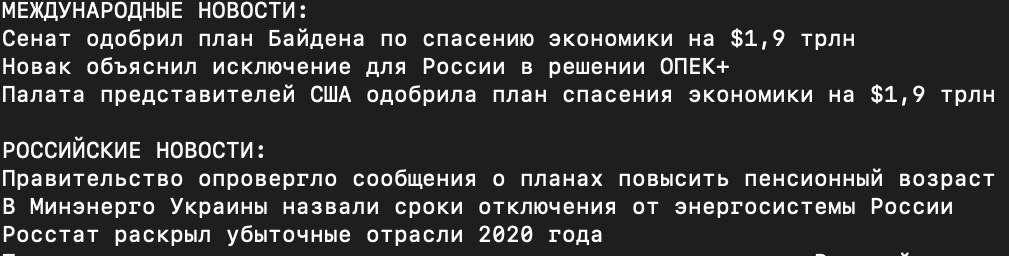 МЕЖДУНАРОДНЫЕ НОВОСТИ:
Сенат одобрил план Байдена по спасению экономики на $1,9 трлн
Новак объяснил исключение для России в решении ОПЕК+
Палата представителей США одобрила план спасения экономики на $1,9 трлн
РОССИЙСКИЕ НОВОСТИ:
Правительство опровергло сообщения о планах повысить пенсионный возраст
В Минэнерго Украины назвали сроки отключения от энергосистемы России
Росстат раскрыл убыточные отрасли 2020 года